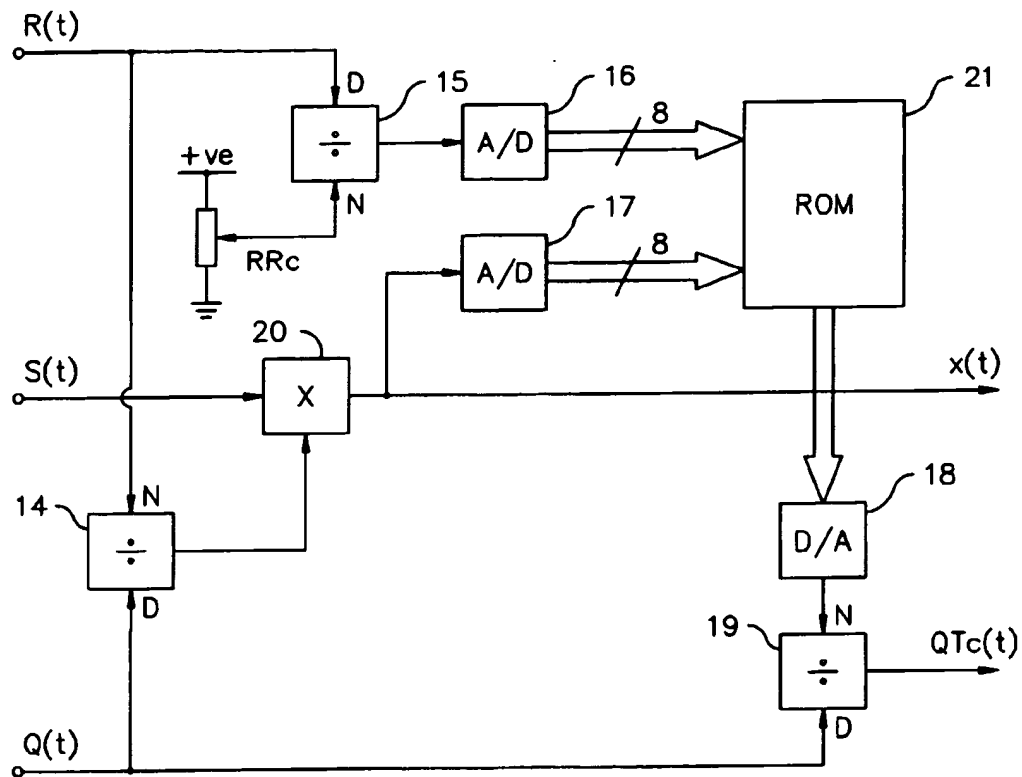 R(t)
D
15
÷
N
+ve
RRc
16
A/D
8
17
A/D
8
21
ROM
20
S(t)
X
x(t)
14
N
÷
D
18
D/A
N
19
÷
D
QTc(t)
Q(t)